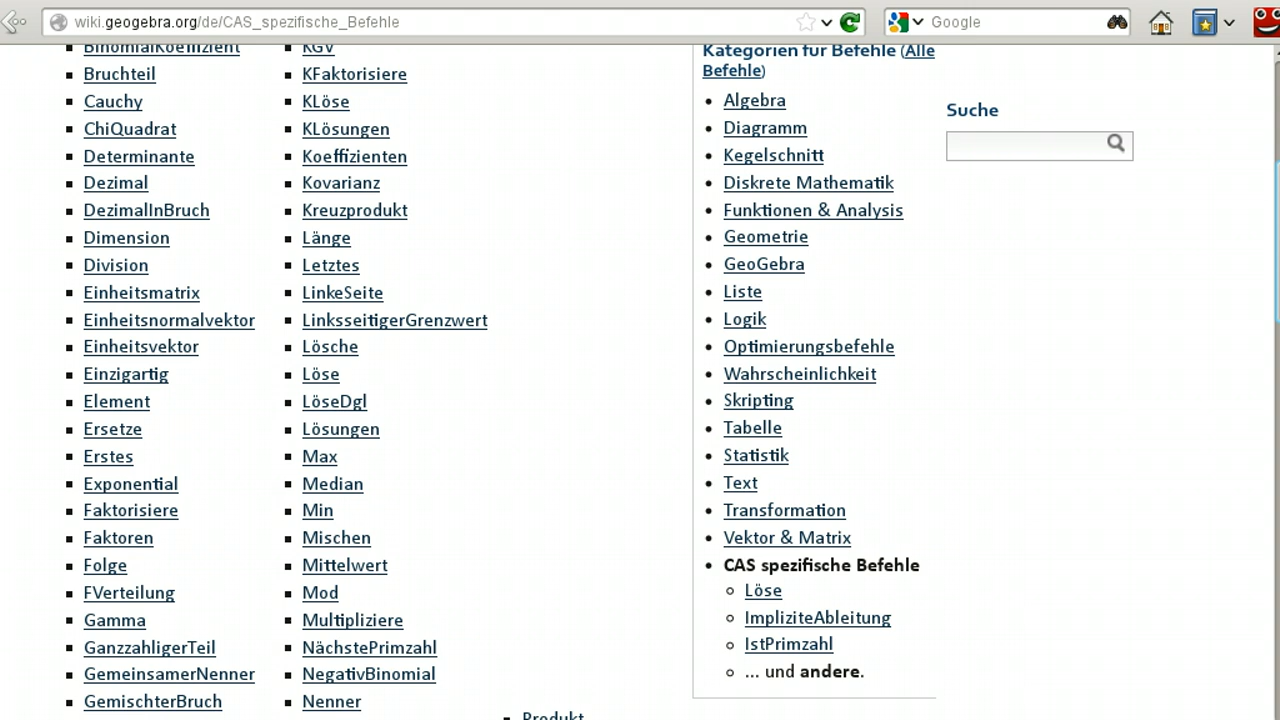 wiki.geogebra.org/de/CAS_spezifische_Befehle
Google
BinomialKoeffizient
Bruchteil
Cauchy
ChiQuadrat
Determinante
Dezimal
DezimalInBruch
Dimension
Division
Einheitsmatrix
Einheitsnormalvektor
Einheitsvektor
Einzigartig
Element
Ersetze
Erstes
Exponential
Faktorisiere
Faktoren
Folge
FVerteilung
Gamma
GanzzahligerTeil
GemeinsamerNenner
GemischterBruch
KGV
KFaktorisiere
KLöse
KLösungen
Koeffizienten
Kovarianz
Kreuzprodukt
Länge
Letztes
LinkeSeite
LinksseitigerGrenzwert
Lösche
Löse
LöseDgl
Lösungen
Max
Median
Min
Mischen
Mittelwert
Mod
Multipliziere
NächstePrimzahl
NegativBinomial
Nenner
Produkt
Kategorien für Befehle (Alle
Befehle)
Algebra
Diagramm
Kegelschnitt
Diskrete Mathematik
Funktionen & Analysis
Geometrie
GeoGebra
Liste
Logik
Optimierungsbefehle
Wahrscheinlichkeit
Skripting
Tabelle
Statistik
Text
Transformation
Vektor & Matrix
CAS spezifische Befehle
Löse
ImpliziteAbleitung
IstPrimzahl
... und andere.
Suche